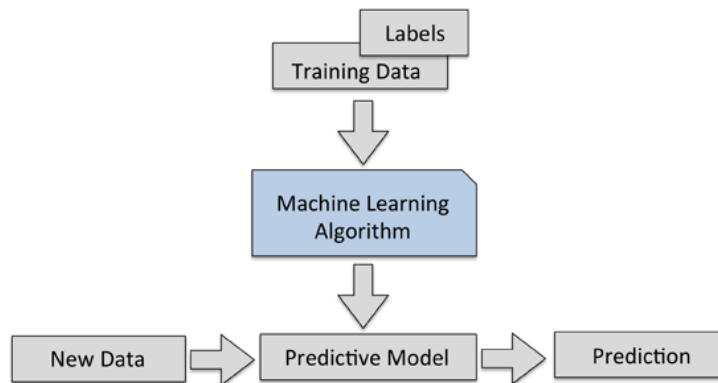 Labels
Training Data
Machine Learning
Algorithm
New Data
Predictive Model
Prediction